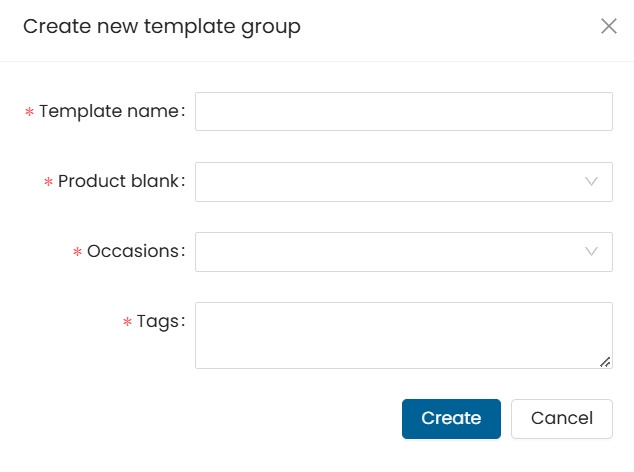 Create new template group
* Template name:
* Product blank:
* Occasions:
* Tags:
Create Cancel